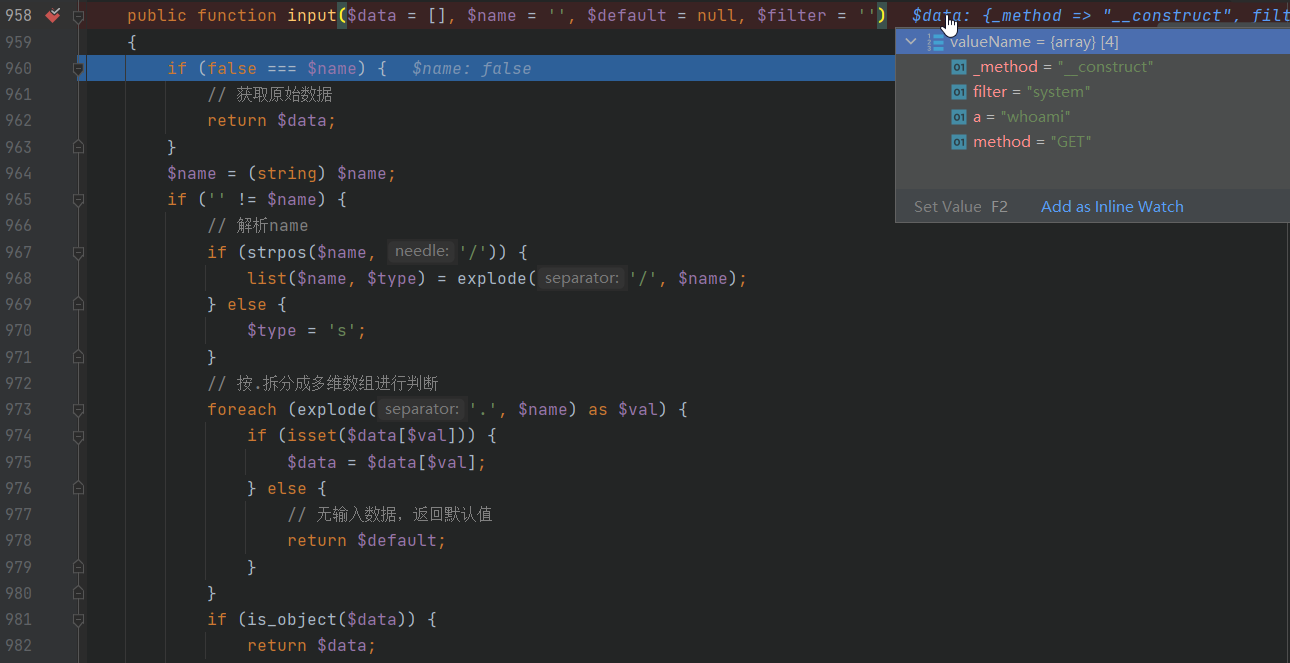 958 public function input($data = [], $name = '', $default = null, $filter = '') $data: {_method => "__construct", filt
valueName = {array} [4]
_method = "__construct"
filter = "system"
a = "whoami"
method = "GET"
Set Value F2 Add as Inline Watch
959 {
960 if (false === $name) { $name: false
961 // 获取原始数据
962 return $data;
963 }
964 $name = (string) $name;
965 if ('' != $name) {
966 // 解析name
967 if (strpos($name, needle: '/')) {
968 list($name, $type) = explode( separator: '/', $name);
969 } else {
970 $type = 's';
971 }
972 // 按.拆分成多维数组进行判断
973 foreach (explode( separator: '.', $name) as $val) {
974 if (isset($data[$val])) {
975 $data = $data[$val];
976 } else {
977 // 无输入数据，返回默认值
978 return $default;
979 }
980 }
981 if (is_object($data)) {
982 return $data;